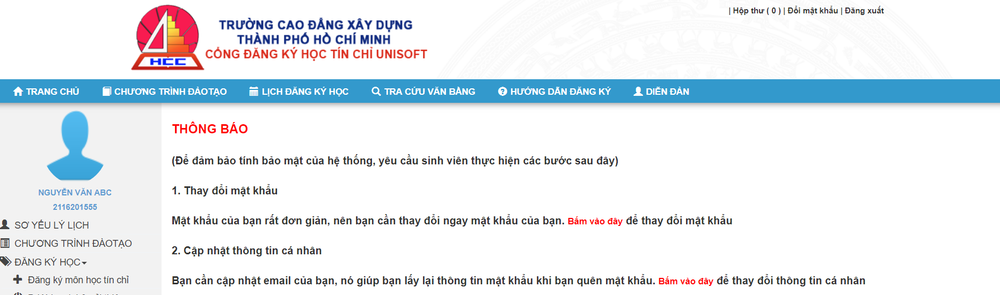 | Hộp thư ( 0 ) | Đổi mật khẩu | Đăng xuất
TRƯỜNG CAO ĐẲNG XÂY DỰNG
THÀNH PHỐ HỒ CHÍ MINH
CỔNG ĐĂNG KÝ HỌC TÍN CHỈ UNISOFT
HCC
TRANG CHỦ CHƯƠNG TRÌNH ĐÀOTẠO LỊCH ĐĂNG KÝ HỌC TRA CỨU VĂN BẰNG HƯỚNG DẪN ĐĂNG KÝ DIỄN ĐÀN
NGUYỄN VĂN ABC
2116201555
SƠ YẾU LÝ LỊCH
CHƯƠNG TRÌNH ĐÀOTẠO
ĐĂNG KÝ HỌC
Đăng ký môn học tín chỉ
THÔNG BÁO
(Để đảm bảo tính bảo mật của hệ thống, yêu cầu sinh viên thực hiện các bước sau đây)
1. Thay đổi mật khẩu
Mật khẩu của bạn rất đơn giản, nên bạn cần thay đổi ngay mật khẩu của bạn. Bấm vào đây để thay đổi mật khẩu
2. Cập nhật thông tin cá nhân
Bạn cần cập nhật email của bạn, nó giúp bạn lấy lại thông tin mật khẩu khi bạn quên mật khẩu. Bấm vào đây để thay đổi thông tin cá nhân